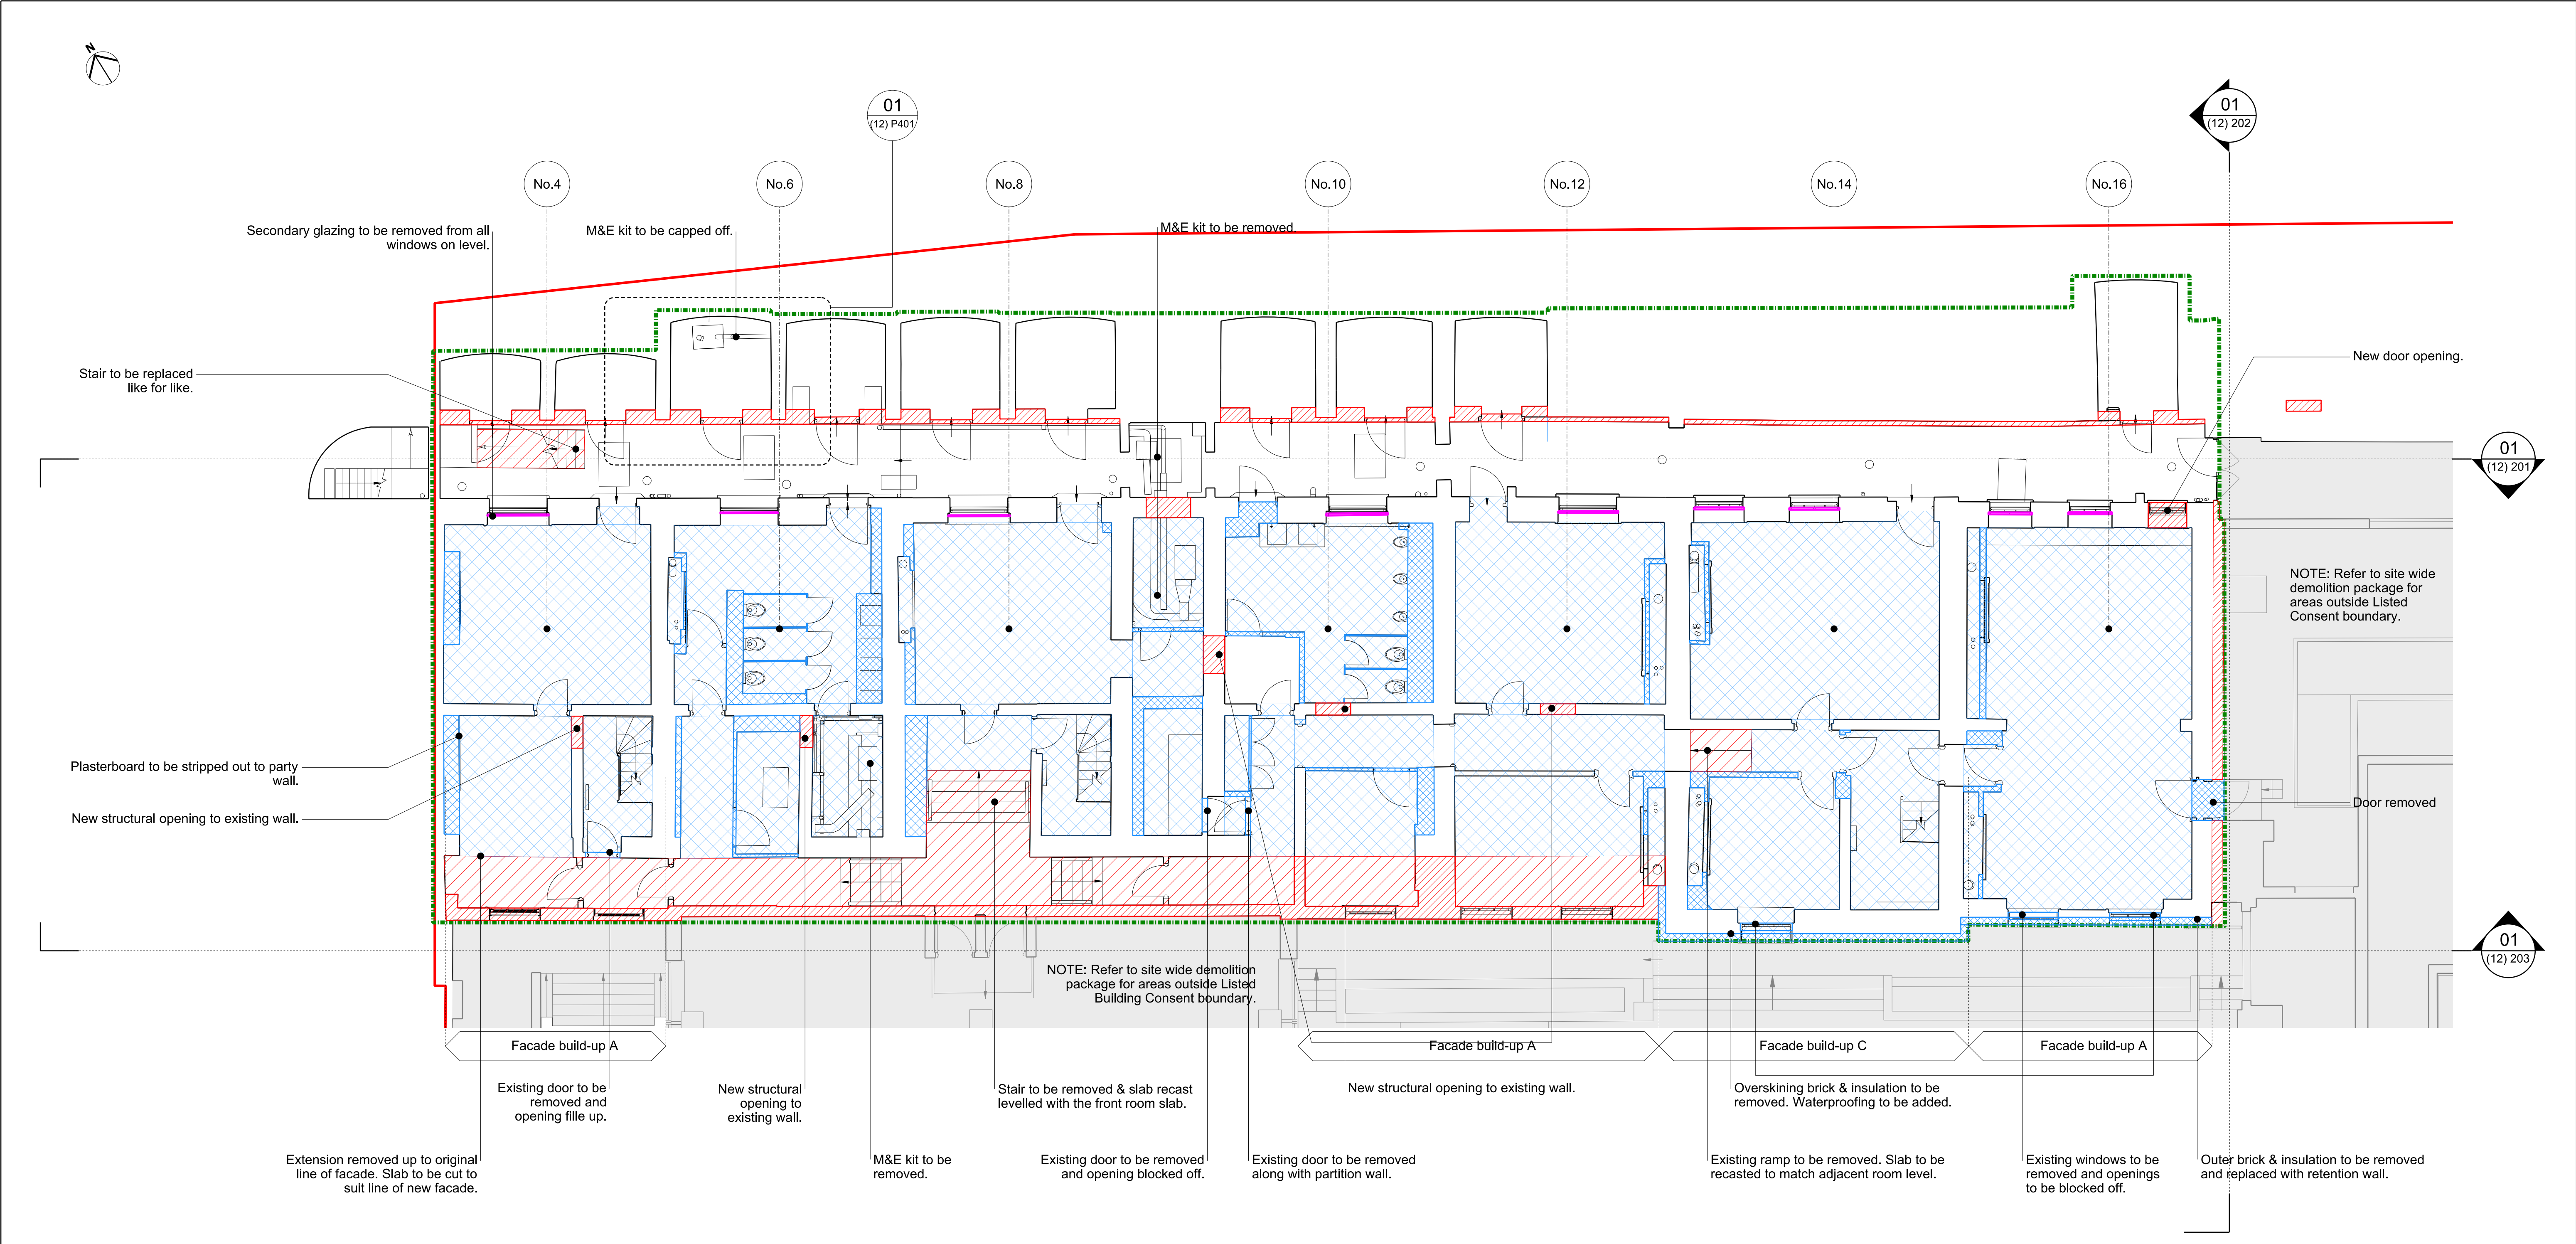 N
01
(12) P401
01
(12) 202
No.4
No.6
No.8
No.10
No.12
No.14
No.16
Secondary glazing to be removed from all
windows on level.
M&E kit to be capped off.
M&E kit to be removed.
Stair to be replaced
like for like.
New door opening.
01
(12) 201
NOTE: Refer to site wide
demolition package for
areas outside Listed
Consent boundary.
Plasterboard to be stripped out to party
wall.
New structural opening to existing wall.
Door removed
01
(12) 203
NOTE: Refer to site wide demolition
package for areas outside Listed
Building Consent boundary.
Facade build-up A
Facade build-up A
Facade build-up C
Facade build-up A
Existing door to be
removed and
opening fille up.
New structural
opening to
existing wall.
Stair to be removed & slab recast
levelled with the front room slab.
New structural opening to existing wall.
Overskining brick & insulation to be
removed. Waterproofing to be added.
Extension removed up to original
line of facade. Slab to be cut to
suit line of new facade.
M&E kit to be
removed.
Existing door to be removed
and opening blocked off.
Existing door to be removed
along with partition wall.
Existing ramp to be removed. Slab to be
recasted to match adjacent room level.
Existing windows to be
removed and openings
to be blocked off.
Outer brick & insulation to be removed
and replaced with retention wall.